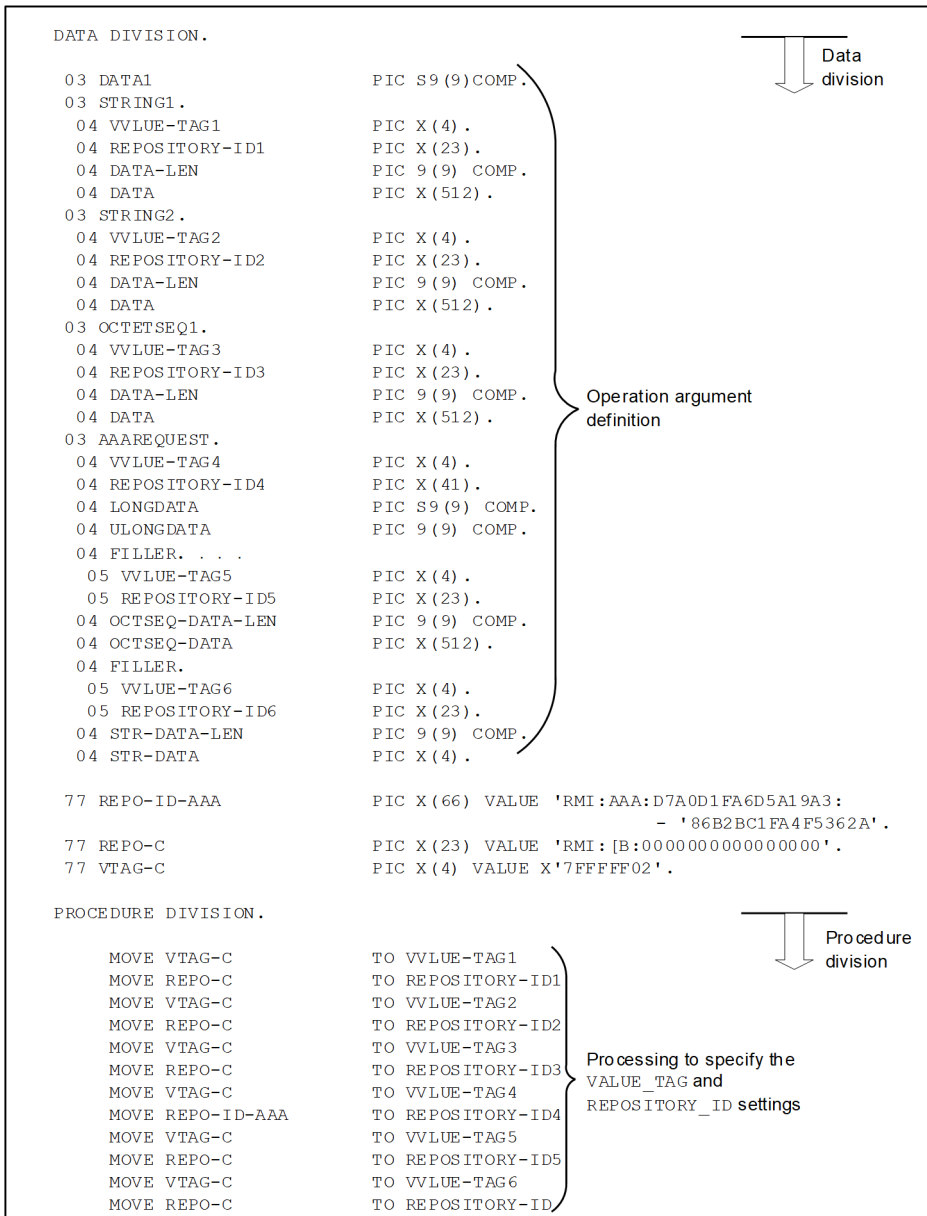 DATA DIVISION.
Data
division
03 DATA1 PIC S9(9)COMP.
03 STRING1.
04 VVLUE-TAG1 PIC X(4).
04 REPOSITORY-ID1 PIC X(23).
04 DATA-LEN PIC 9(9) COMP.
04 DATA PIC X(512).
03 STRING2.
04 VVLUE-TAG2 PIC X(4).
04 REPOSITORY-ID2 PIC X(23).
04 DATA-LEN PIC 9(9) COMP.
04 DATA PIC X(512).
03 OCTETSEQ1.
04 VVLUE-TAG3 PIC X(4).
04 REPOSITORY-ID3 PIC X(23).
04 DATA-LEN PIC 9(9) COMP.
04 DATA PIC X(512).
Operation argument
definition
03 AAAREQUEST.
04 VVLUE-TAG4 PIC X(4).
04 REPOSITORY-ID4 PIC X(41).
04 LONGDATA PIC S9(9) COMP.
04 ULONGDATA PIC 9(9) COMP.
04 FILLER. . . .
05 VVLUE-TAG5 PIC X(4).
05 REPOSITORY-ID5 PIC X(23).
04 OCTSEQ-DATA-LEN PIC 9(9) COMP.
04 OCTSEQ-DATA PIC X(512).
04 FILLER.
05 VVLUE-TAG6 PIC X(4).
05 REPOSITORY-ID6 PIC X(23).
04 STR-DATA-LEN PIC 9(9) COMP.
04 STR-DATA PIC X(4).
77 REPO-ID-AAA PIC X(66) VALUE 'RMI:AAA:D7A0D1FA6D5A19A3:
- '86B2BC1FA4F5362A'.
77 REPO-C PIC X(23) VALUE 'RMI:[B:0000000000000000'.
77 VTAG-C PIC X(4) VALUE X'7FFFFF02'.
PROCEDURE DIVISION.
Procedure
division
MOVE VTAG-C TO VVLUE-TAG1
MOVE REPO-C TO REPOSITORY-ID1
MOVE VTAG-C TO VVLUE-TAG2
MOVE REPO-C TO REPOSITORY-ID2
MOVE VTAG-C TO VVLUE-TAG3
MOVE REPO-C TO REPOSITORY-ID3
MOVE VTAG-C TO VVLUE-TAG4
MOVE REPO-ID-AAA TO REPOSITORY-ID4
MOVE VTAG-C TO VVLUE-TAG5
MOVE REPO-C TO REPOSITORY-ID5
MOVE VTAG-C TO VVLUE-TAG6
MOVE REPO-C TO REPOSITORY-ID
Processing to specify the
VALUE_TAG and
REPOSITORY_ID settings